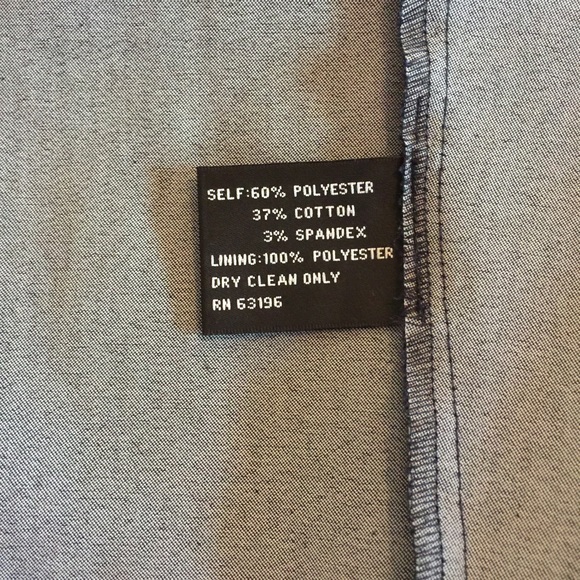 SELF:60% POLYESTER
37% COTTON
3% SPANDEX
LINING:100% POLYESTER
DRY CLEAN ONLY
RN 63196